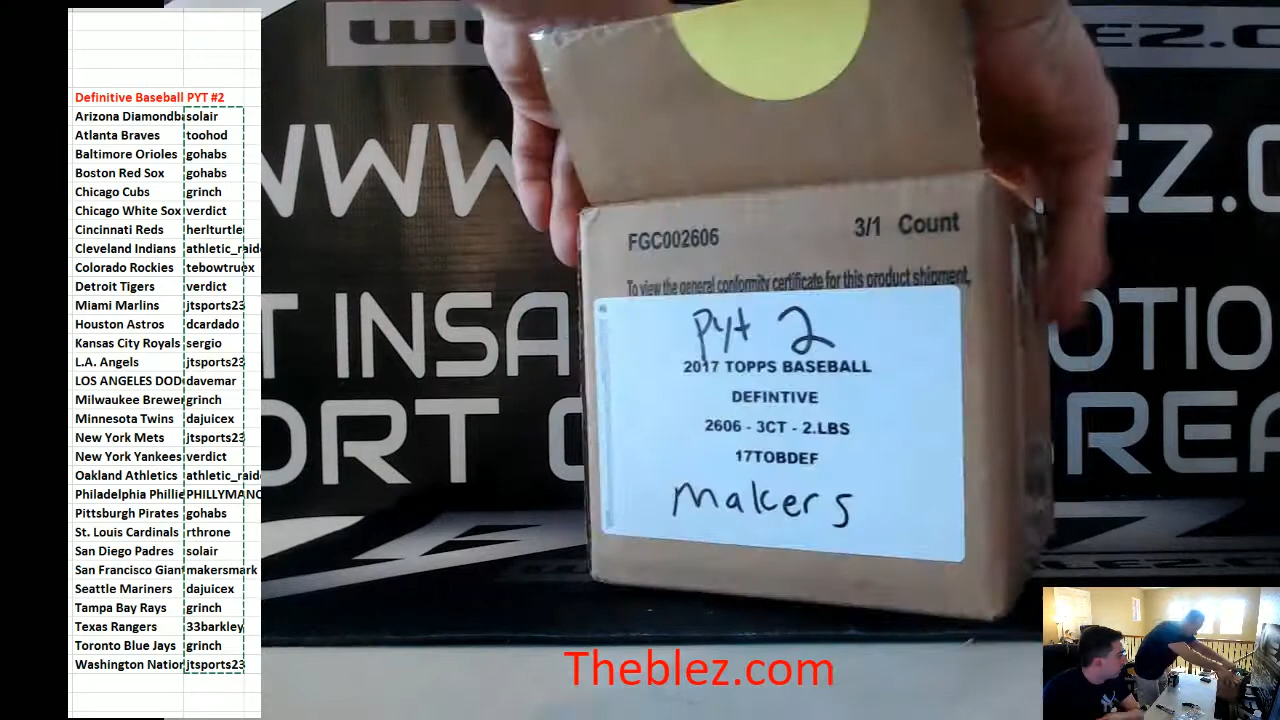 Definitive Baseball PYT #2
Arizona Diamondba solair
Atlanta Braves toohod
Baltimore Orioles gohabs
Boston Red Sox gohabs
Chicago Cubs grinch
Chicago White Sox verdict
Cincinnati Reds herlturtle
Cleveland Indians athletic_raide
Colorado Rockies tebowtruex
Detroit Tigers verdict
Miami Marlins jtsports23
Houston Astros dcardado
Kansas City Royals sergio
L.A. Angels jtsports23
LOS ANGELES DOD davemar
Milwaukee Brewer grinch
Minnesota Twins dajuicex
New York Mets jtsports23
New York Yankees verdict
Oakland Athletics athletic_raide
Philadelphia Phillie PHILLYMANC
Pittsburgh Pirates gohabs
St. Louis Cardinals rthrone
San Diego Padres solair
San Francisco Gian makersmark
Seattle Mariners dajuicex
Tampa Bay Rays grinch
Texas Rangers 33barkley
Toronto Blue Jays grinch
Washington Nation jtsports23
FGC002606 3/1 Count
To view the general conformity certificate for this product shipment,
Pyt 2
2017 TOPPS BASEBALL
DEFINTIVE
2606 - 3CT - 2.LBS
17TOBDEF
Makers
Theblez.com